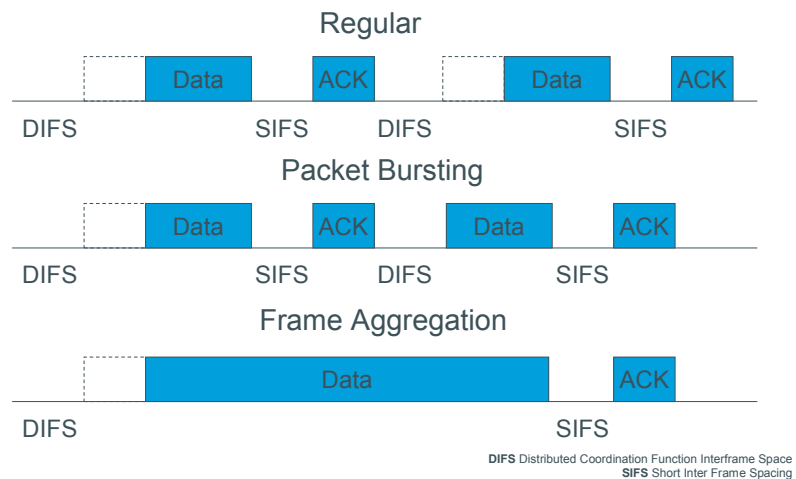 Regular
Data ACK Data ACK
DIFS SIFS DIFS SIFS
Packet Bursting
Data ACK Data ACK
DIFS SIFS DIFS SIFS
Frame Aggregation
Data ACK
DIFS SIFS
DIFS Distributed Coordination Function Interframe Space
SIFS Short Inter Frame Spacing